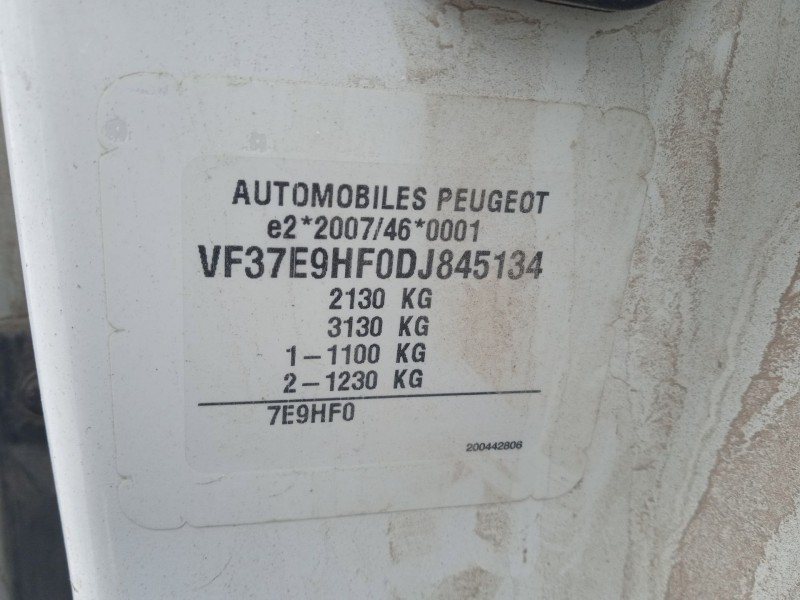 AUTOMOBILES PEUGEOT
e2*2007/46*0001
VF37E9HF0DJ845134
2130 KG
3130 KG
1-1100 KG
2-1230 KG
7E9HF0
200442806